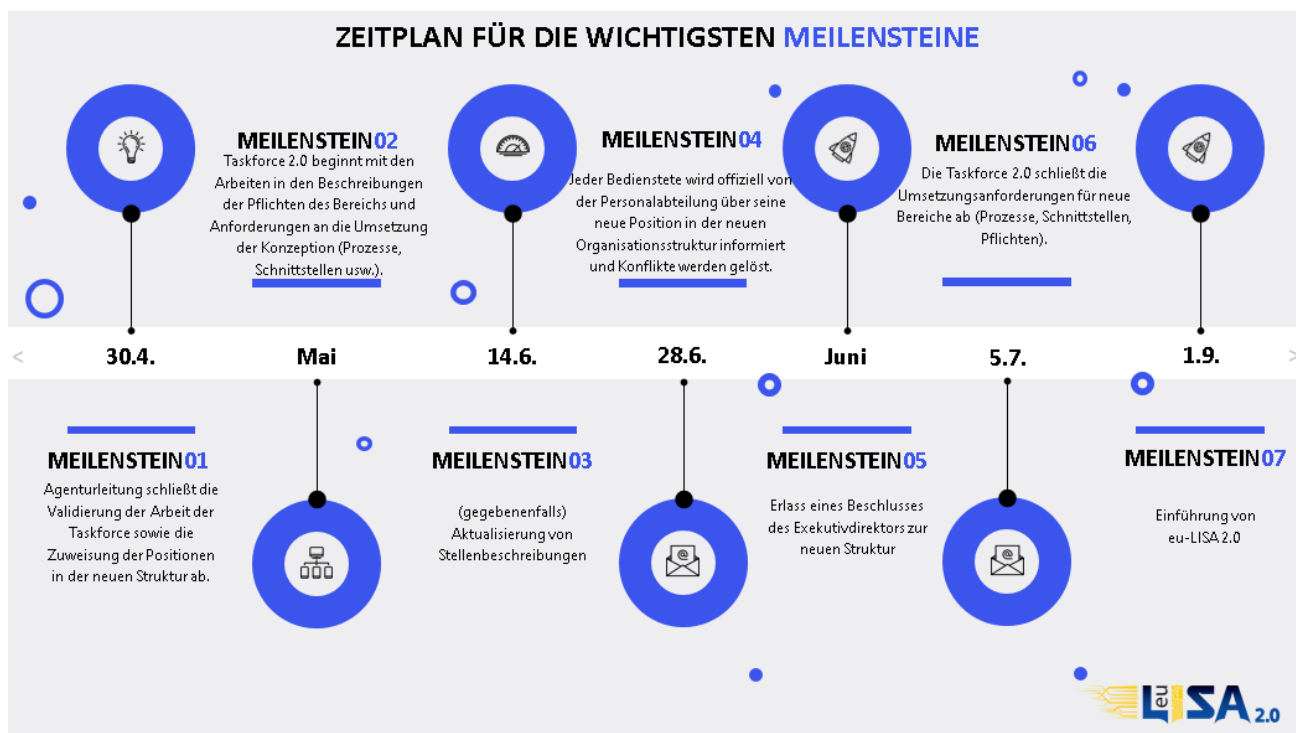 ZEITPLAN FÜR DIE WICHTIGSTEN MEILENSTEINE
MEILENSTEIN02
Taskforce 2.0 beginnt mit den
Arbeiten in den Beschreibungen
der Pflichten des Bereichs und
Anforderungen an die Umsetzung
der Konzeption (Prozesse,
Schnittstellen usw.).
MEILENSTEIN04
Jeder Bedienstete wird offiziell von
der Personalabteilung über seine
neue Position in der neuen
Organisationsstruktur informiert
und Konflikte werden gelöst.
MEILENSTEIN06
Die Taskforce 2.0 schließt die
Umsetzungsanforderungen für neue
Bereiche ab (Prozesse, Schnittstellen,
Pflichten).
< 30.4. Mai 14.6. 28.6. Juni 5.7. 1.9. >
MEILENSTEIN01
Agenturleitung schließt die
Validierung der Arbeit der
Taskforce sowie die
Zuweisung der Positionen
in der neuen Struktur ab.
MEILENSTEIN03
(gegebenenfalls)
Aktualisierung von
Stellenbeschreibungen
MEILENSTEIN05
Erlass eines Beschlusses
des Exekutivdirektors zur
neuen Struktur
MEILENSTEIN07
Einführung von
eu-LISA 2.0
eu LISA 2.0